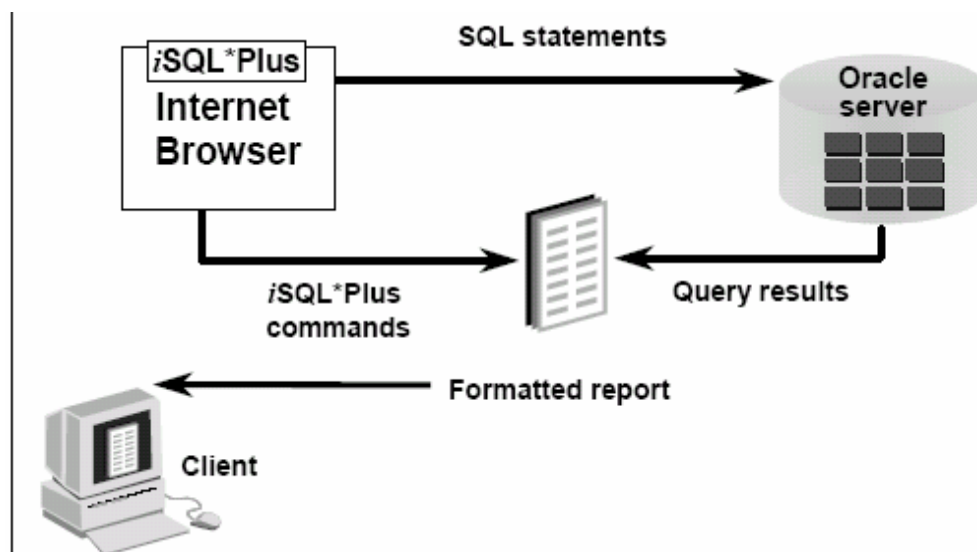 SQL statements
iSQL*Plus
Internet
Browser
Oracle
server
iSQL*Plus
commands
Query results
Formatted report
Client